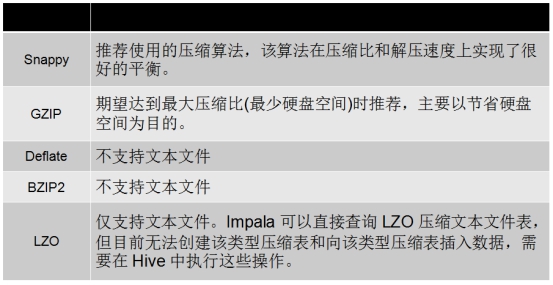 Snappy
推荐使用的压缩算法，该算法在压缩比和解压速度上实现了很
好的平衡。
GZIP
期望达到最大压缩比(最少硬盘空间)时推荐，主要以节省硬盘
空间为目的。
Deflate
不支持文本文件
BZIP2
不支持文本文件
LZO
仅支持文本文件。Impala 可以直接查询 LZO 压缩文本文件表，
但目前无法创建该类型压缩表和向该类型压缩表插入数据，需
要在 Hive 中执行这些操作。